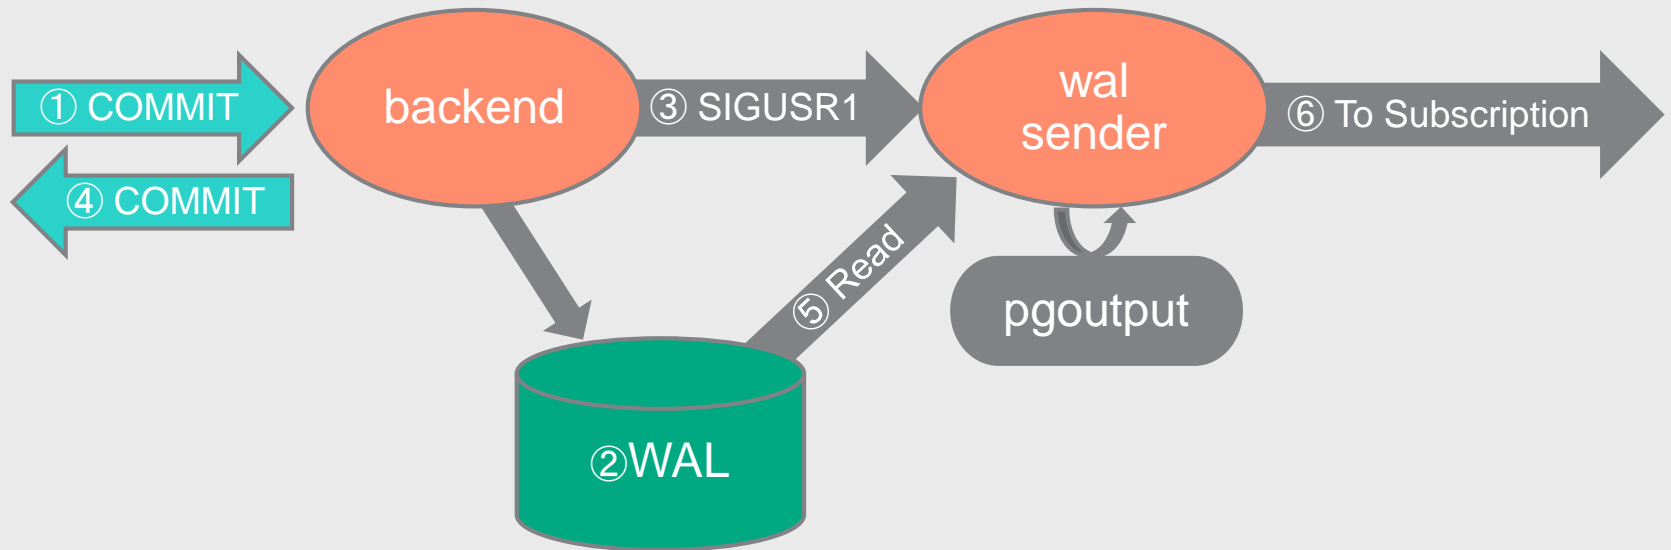 ① COMMIT
backend
③ SIGUSR1
wal
sender
⑥ To Subscription
④ COMMIT
⑤ Read
pgoutput
②WAL